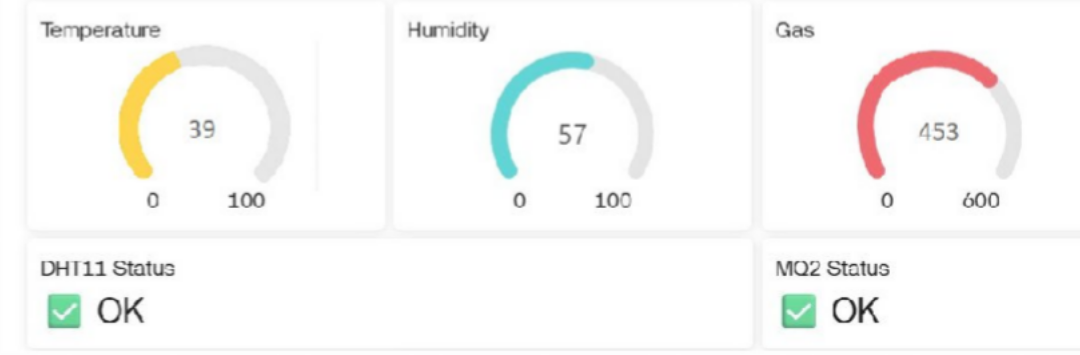 Temperature
39
0 100
Humidity
57
0 100
Gas
453
0 600
DHT11 Status
OK
MQ2 Status
OK